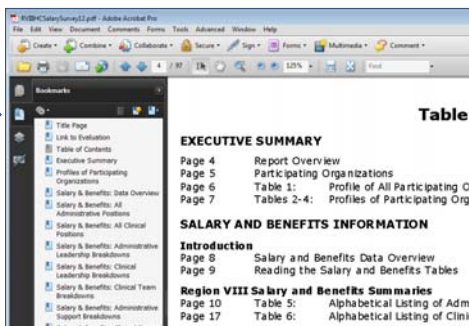 RVIIIBHCSalarySurvey12.pdf - Adobe Acrobat Pro
File Edit View Document Comments Forms Tools Advanced Window Help
Create Combine Collaborate Secure Sign Forms Multimedia Comment
4 / 97 125% Find
Bookmarks
Title Page
Link to Evaluation
Table of Contents
Executive Summary
Profiles of Participating
Organizations
Salary & Benefits: Data Overview
Salary & Benefits: All
Administrative Positions
Salary & Benefits: All Clinical
Positions
Salary & Benefits: Administrative
Leadership Breakdowns
Salary & Benefits: Clinical
Leadership Breakdowns
Salary & Benefits: Clinical Team
Breakdowns
Salary & Benefits: Administrative
Support Breakdowns
Table
EXECUTIVE SUMMARY
Page 4 Report Overview
Page 5 Participating Organizations
Page 6 Table 1: Profile of All Participating O
Page 7 Tables 2-4: Profiles of Participating Org
SALARY AND BENEFITS INFORMATION
Introduction
Page 8 Salary and Benefits Data Overview
Page 9 Reading the Salary and Benefits Tables
Region VIII Salary and Benefits Summaries
Page 10 Table 5: Alphabetical Listing of Adm
Page 17 Table 6: Alphabetical Listing of Clin